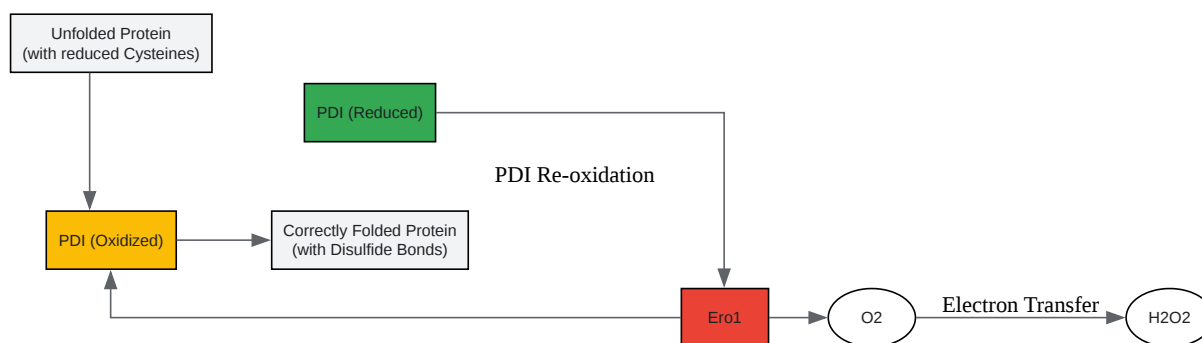 Unfolded Protein
(with reduced Cysteines)
PDI (Reduced)
PDI Re-oxidation
PDI (Oxidized)
Correctly Folded Protein
(with Disulfide Bonds)
Ero1
O2
Electron Transfer
H2O2